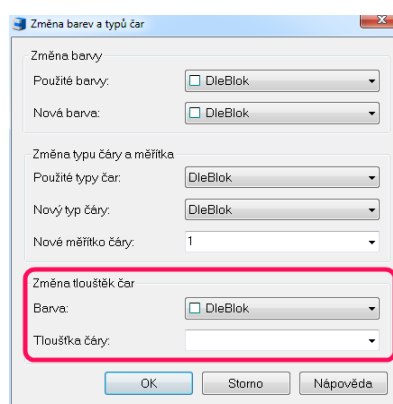 Změna barev a typů čar
Změna barvy
Použité barvy: DleBlok
Nová barva: DleBlok
Změna typu čáry a měřítka
Použité typy čar: DleBlok
Nový typ čáry: DleBlok
Nové měřítko čáry: 1
Změna tlouštěk čar
Barva: DleBlok
Tloušťka čáry:
OK Storno Nápověda